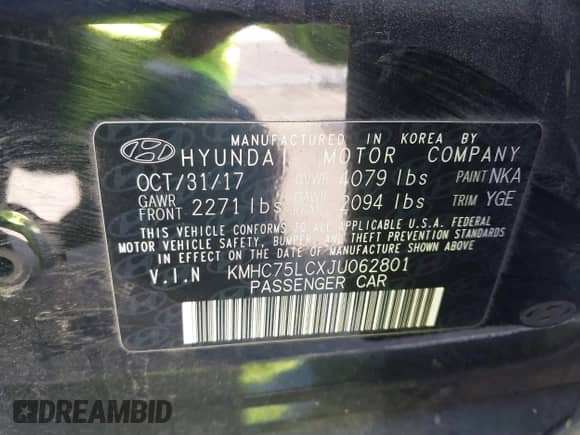 MANUFACTURED IN KOREA BY
HYUNDAI MOTOR COMPANY
OCT/31/17 GVWR 4079 lbs PAINT NKA
GAWR FRONT 2271 lbs GAWR 2094 lbs TRIM YGE
THIS VEHICLE CONFORMS TO ALL APPLICABLE U.S.A. FEDERAL
MOTOR VEHICLE SAFETY, BUMPER, AND THEFT PREVENTION STANDARDS
IN EFFECT ON THE DATE OF MANUFACTURE SHOWN ABOVE
V.I.N KMHC75LCXJU062801
PASSENGER CAR
DREAMBID